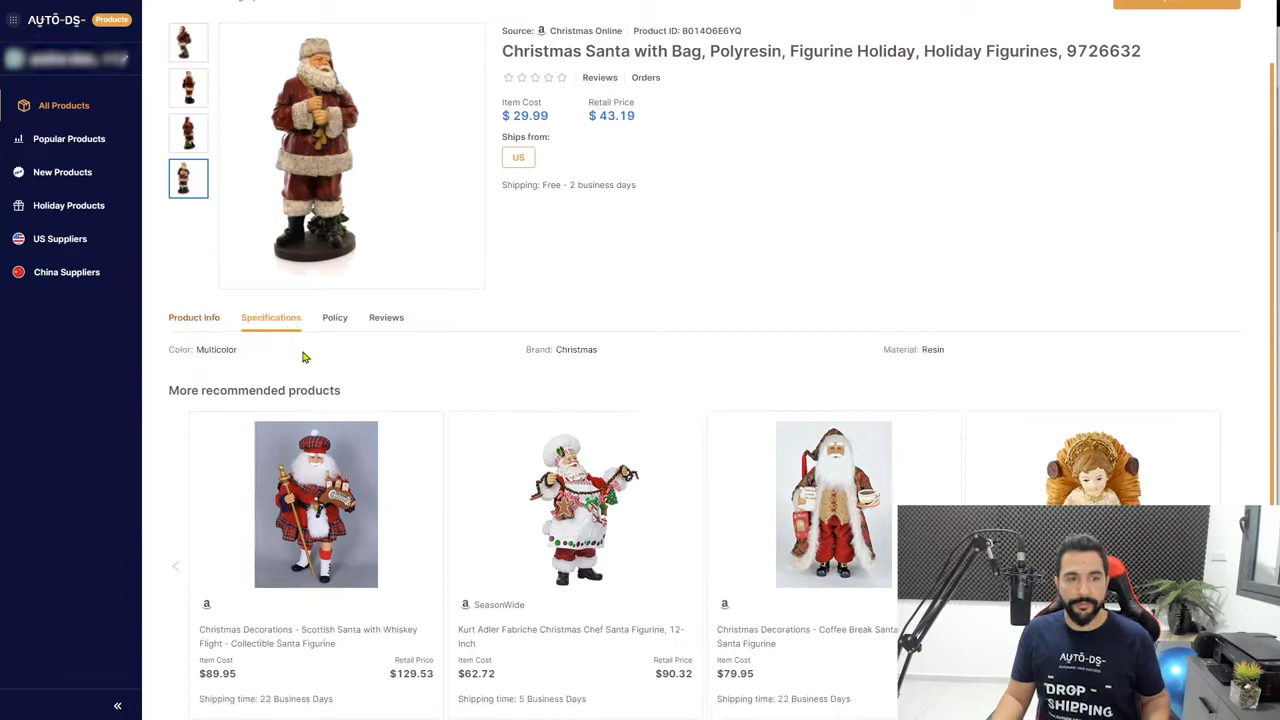 AUTO-DS- Products
All Products
Popular Products
New Products
Holiday Products
US Suppliers
China Suppliers
Source: Christmas Online Product ID: B014O6E6YQ
Christmas Santa with Bag, Polyresin, Figurine Holiday, Holiday Figurines, 9726632
Reviews Orders
Item Cost Retail Price
$ 29.99 $ 43.19
Ships from:
US
Shipping: Free - 2 business days
Product Info Specifications Policy Reviews
Color: Multicolor Brand: Christmas Material: Resin
More recommended products
SeasonWide
Christmas Decorations - Scottish Santa with Whiskey
Flight - Collectible Santa Figurine
Item Cost Retail Price
$89.95 $129.53
Shipping time: 22 Business Days
Kurt Adler Fabriche Christmas Chef Santa Figurine, 12-
Inch
Item Cost Retail Price
$62.72 $90.32
Shipping time: 5 Business Days
Christmas Decorations - Coffee Break Santa
Santa Figurine
Item Cost
$79.95
Shipping time: 22 Business Days
AUTO-DS-
AUTOMATE YOUR SUCCESS
DROP
SHIPPING